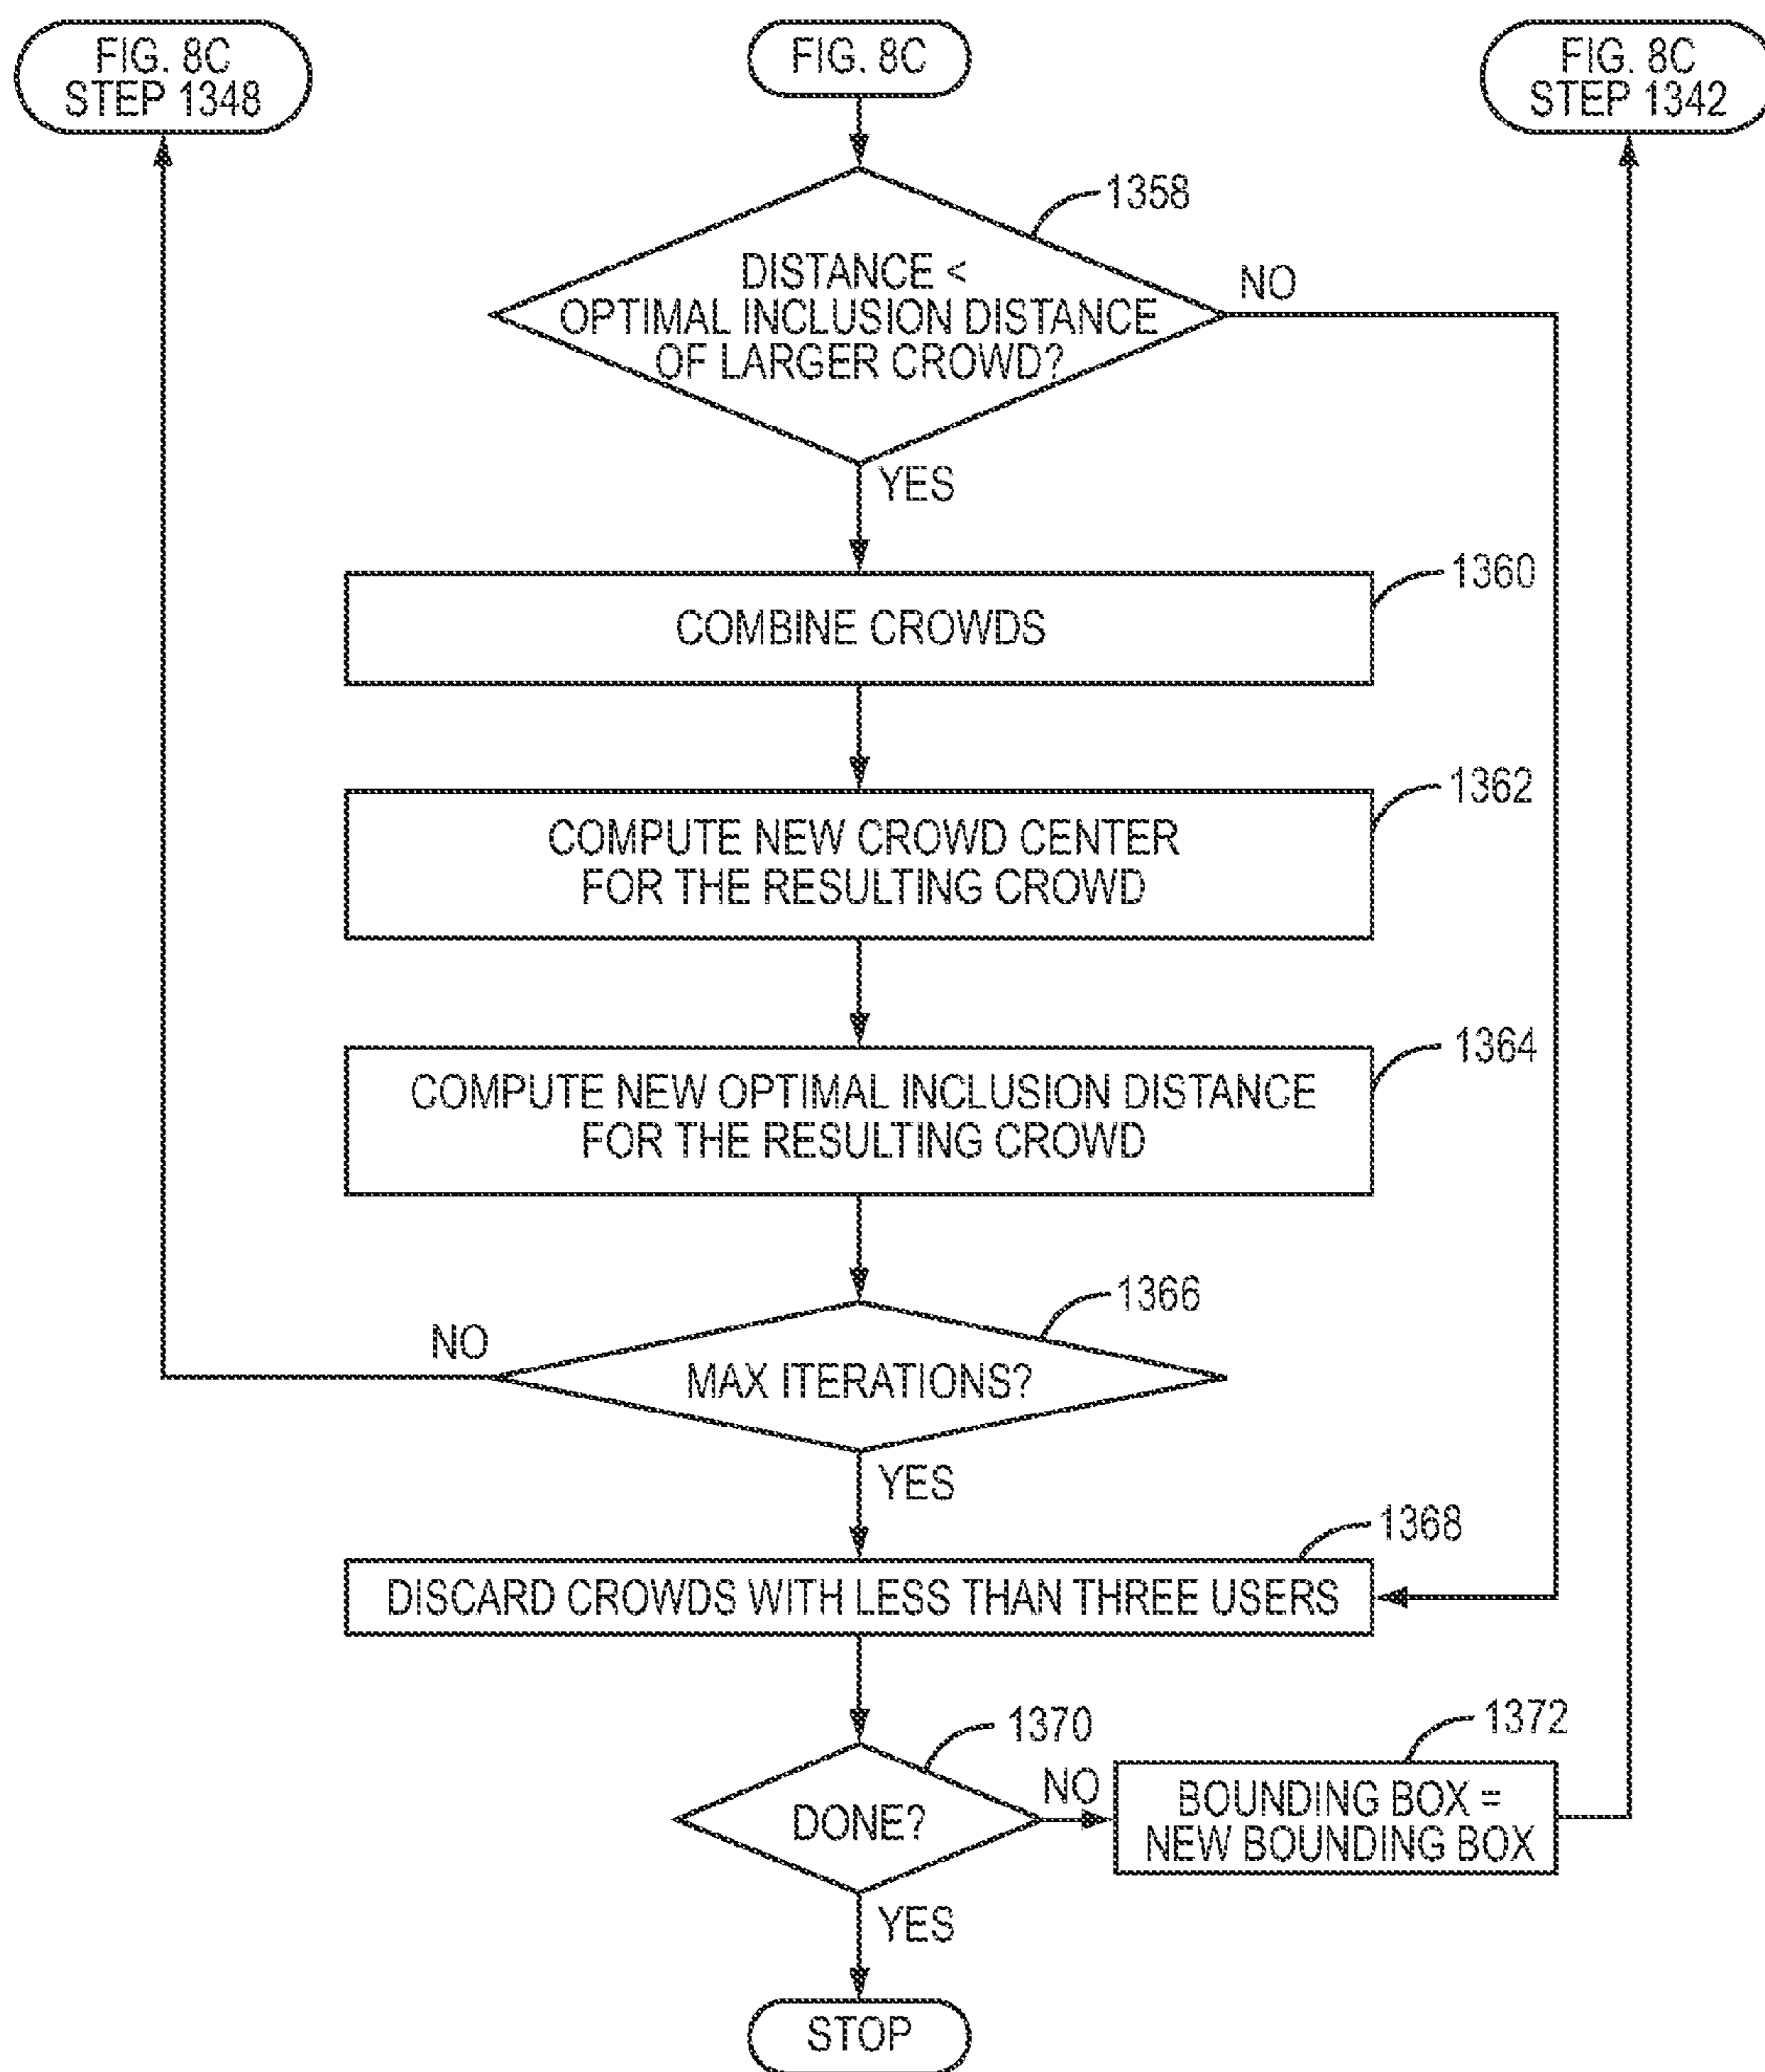 FIG. 8C
STEP 1348
FIG. 8C
FIG. 8C
STEP 1342
1358
DISTANCE <
OPTIMAL INCLUSION DISTANCE
OF LARGER CROWD?
NO
YES
1360
COMBINE CROWDS
1362
COMPUTE NEW CROWD CENTER
FOR THE RESULTING CROWD
1364
COMPUTE NEW OPTIMAL INCLUSION DISTANCE
FOR THE RESULTING CROWD
1366
NO
MAX ITERATIONS?
YES
1368
DISCARD CROWDS WITH LESS THAN THREE USERS
1370
1372
DONE?
NO
BOUNDING BOX =
NEW BOUNDING BOX
YES
STOP